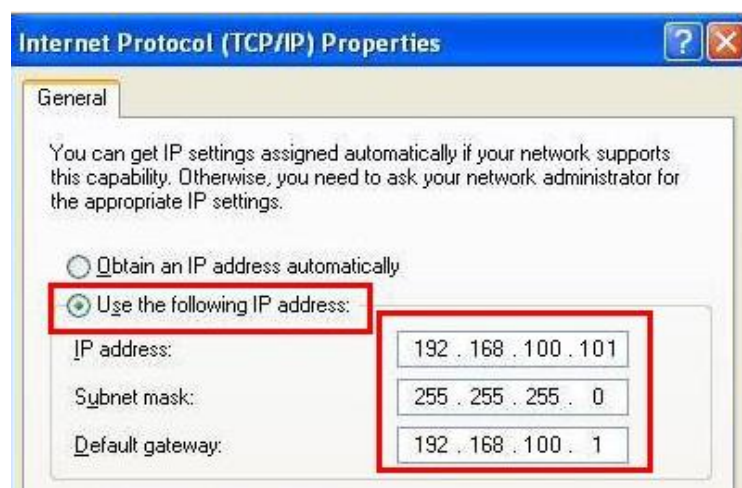 Internet Protocol (TCP/IP) Properties
General
You can get IP settings assigned automatically if your network supports
this capability. Otherwise, you need to ask your network administrator for
the appropriate IP settings.
Obtain an IP address automatically
Use the following IP address:
IP address: 192 . 168 . 100 . 101
Subnet mask: 255 . 255 . 255 . 0
Default gateway: 192 . 168 . 100 . 1